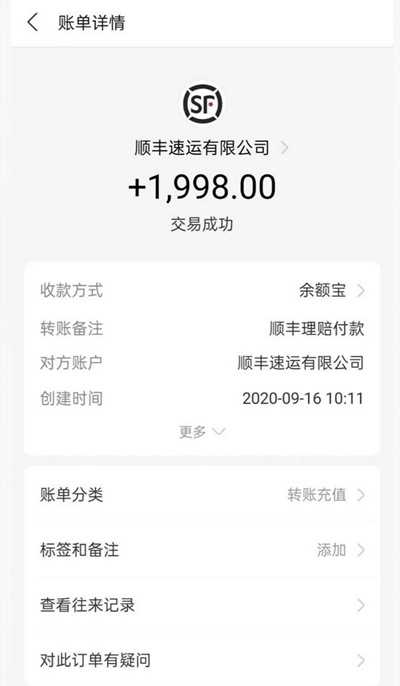 账单详情
SF
顺丰速运有限公司
+1,998.00
交易成功
收款方式 余额宝
转账备注 顺丰理赔付款
对方账户 顺丰速运有限公司
创建时间 2020-09-16 10:11
更多
账单分类 转账充值
标签和备注 添加
查看往来记录
对此订单有疑问